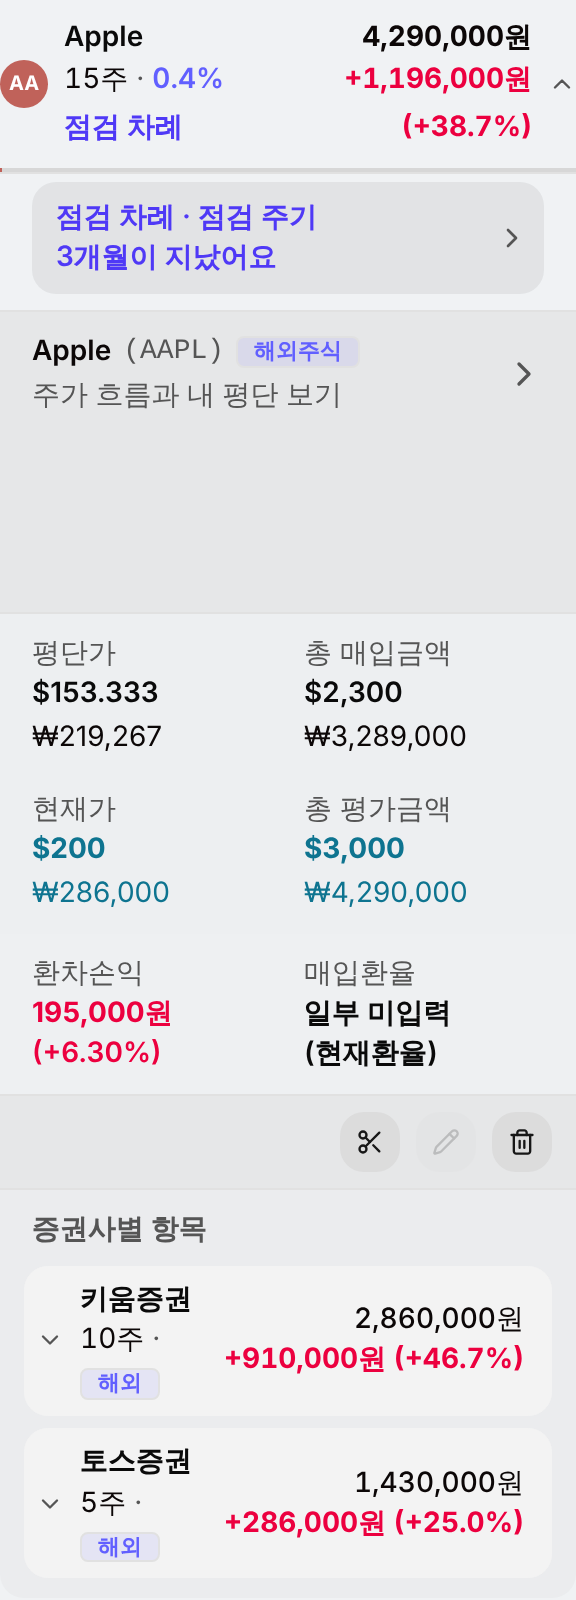 Apple
4,290,000원
AA
15주 · 0.4%
+1,196,000원
점검 차례
(+38.7%)
점검 차례 · 점검 주기
3개월이 지났어요
Apple (AAPL) 해외주식
주가 흐름과 내 평단 보기
평단가
총 매입금액
$153.333
$2,300
₩219,267
₩3,289,000
현재가
총 평가금액
$200
$3,000
₩286,000
₩4,290,000
환차손익
매입환율
195,000원
일부 미입력
(+6.30%)
(현재환율)
증권사별 항목
키움증권
2,860,000원
10주 ·
+910,000원 (+46.7%)
해외
토스증권
1,430,000원
5주 ·
+286,000원 (+25.0%)
해외